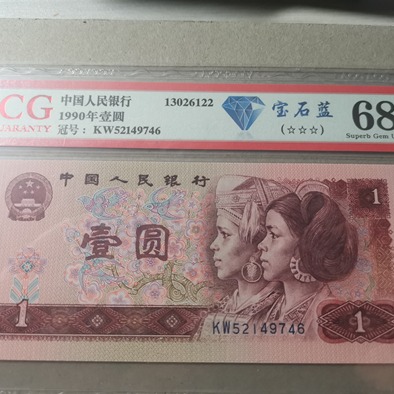 CG 中国人民银行 13026122 宝石蓝 68
UARANTY 1990年壹圆 (☆☆☆) Superb Gem U
冠号: KW52149746
中国人民银行
1
壹圆
KW52149746
1
1